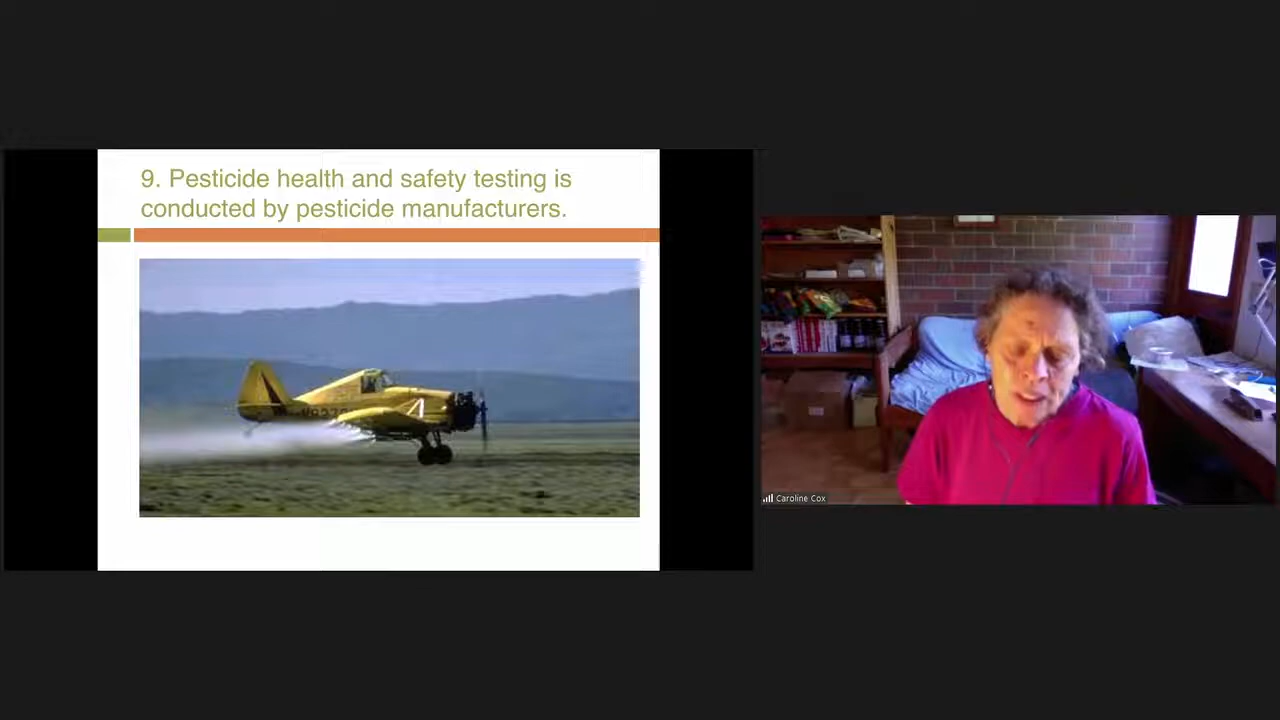 9. Pesticide health and safety testing is
conducted by pesticide manufacturers.
Caroline Cox